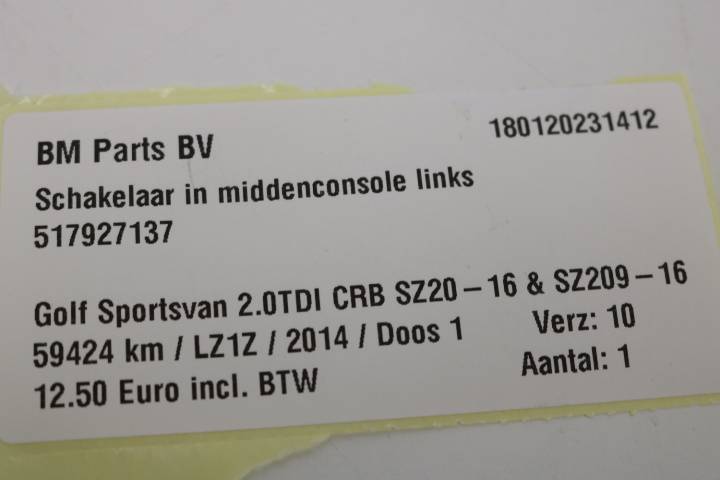 BM Parts BV 180120231412
Schakelaar in middenconsole links
517927137
Golf Sportsvan 2.0TDI CRB SZ20-16 & SZ209-16
59424 km / LZ1Z / 2014 / Doos 1 Verz: 10
12.50 Euro incl. BTW Aantal: 1